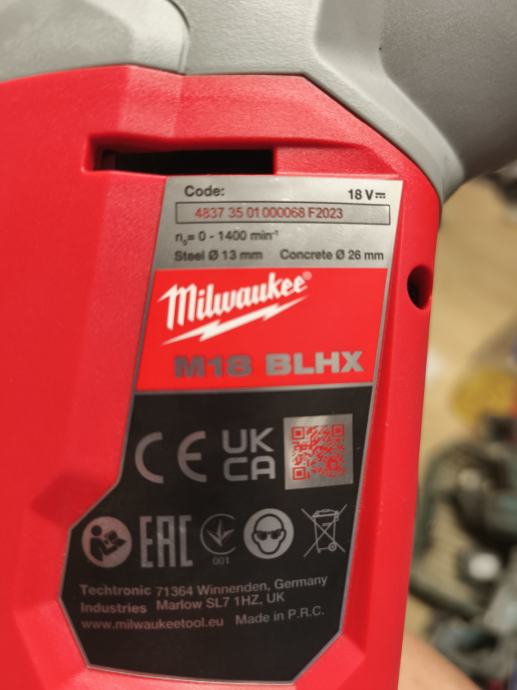 Code: 18 V⎓
4837 35 01 000068 F2023
n₀= 0 - 1400 min⁻¹
Steel Ø 13 mm Concrete Ø 26 mm
Milwaukee®
M18 BLHX
CE UK
CA
EAC
001
Techtronic 71364 Winnenden, Germany
Industries Marlow SL7 1HZ, UK
www.milwaukeetool.eu Made in P.R.C.